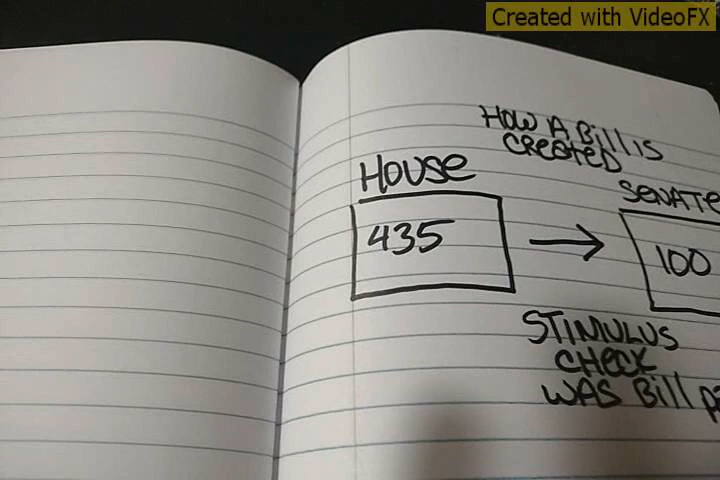 Created with VideoFX
HOW A Bill is
CREATED
HOUSE
SENATE
435
100
STIMULUS
CHECK
WAS Bill